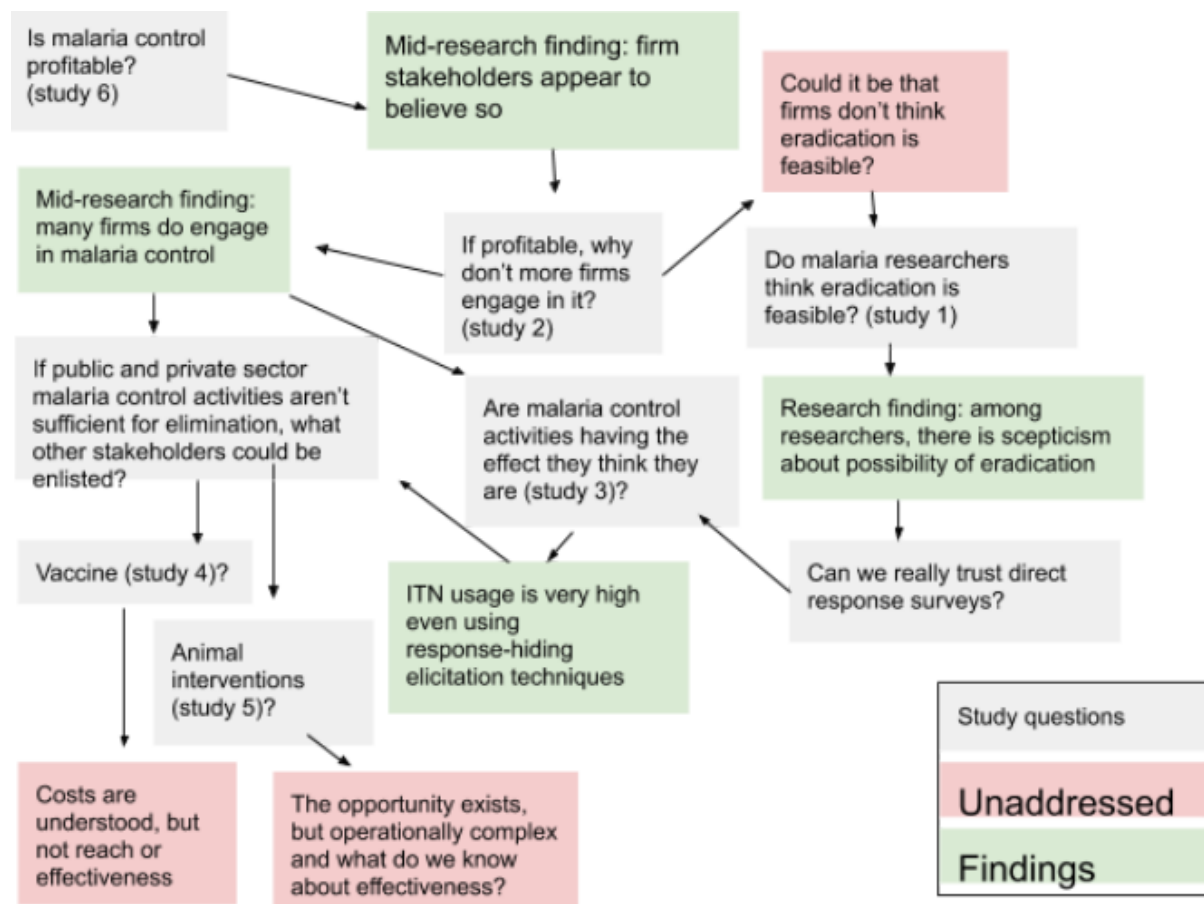 Is malaria control
profitable?
(study 6)
Mid-research finding: firm
stakeholders appear to
believe so
Could it be that
firms don't think
eradication is
feasible?
Mid-research finding:
many firms do engage
in malaria control
If profitable, why
don't more firms
engage in it?
(study 2)
Do malaria researchers
think eradication is
feasible? (study 1)
If public and private sector
malaria control activities aren't
sufficient for elimination, what
other stakeholders could be
enlisted?
Are malaria control
activities having the
effect they think they
are (study 3)?
Research finding: among
researchers, there is scepticism
about possibility of eradication
Vaccine (study 4)?
ITN usage is very high
even using
response-hiding
elicitation techniques
Can we really trust direct
response surveys?
Animal
interventions
(study 5)?
Costs are
understood, but
not reach or
effectiveness
The opportunity exists,
but operationally complex
and what do we know
about effectiveness?
Study questions
Unaddressed
Findings